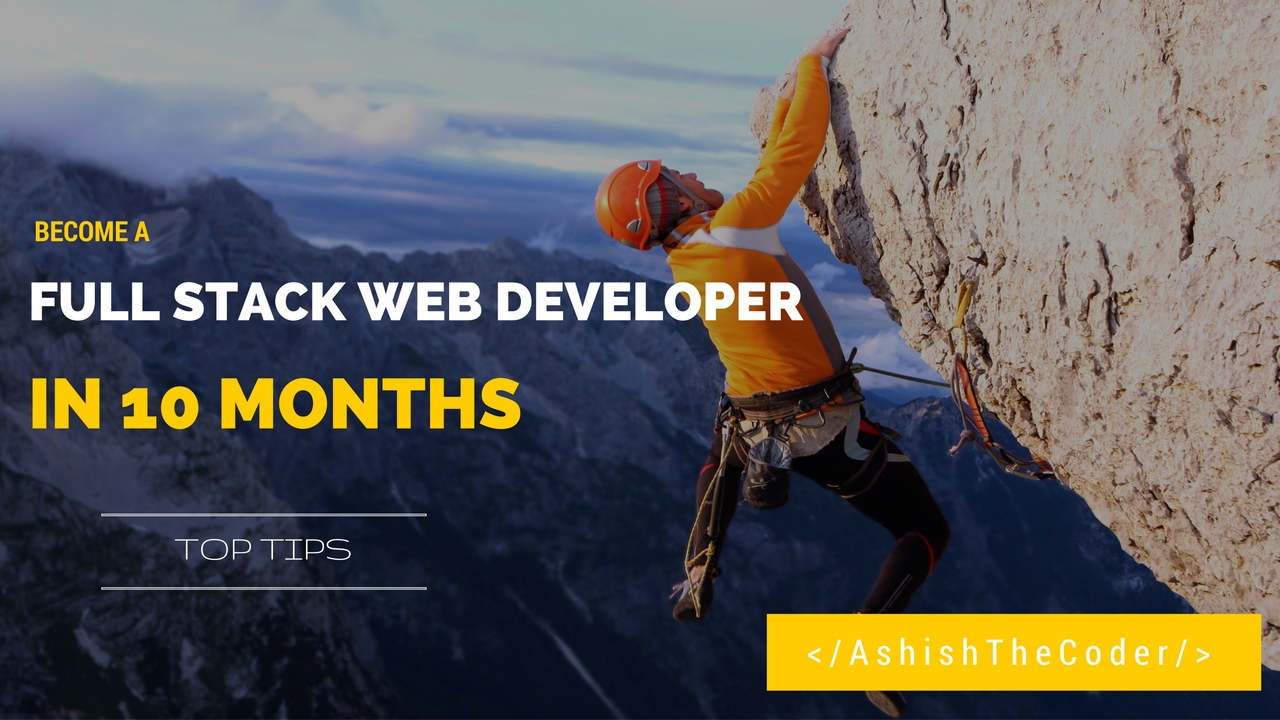 BECOME A
FULL STACK WEB DEVELOPER
IN 10 MONTHS
TOP TIPS
</AshishTheCoder/>